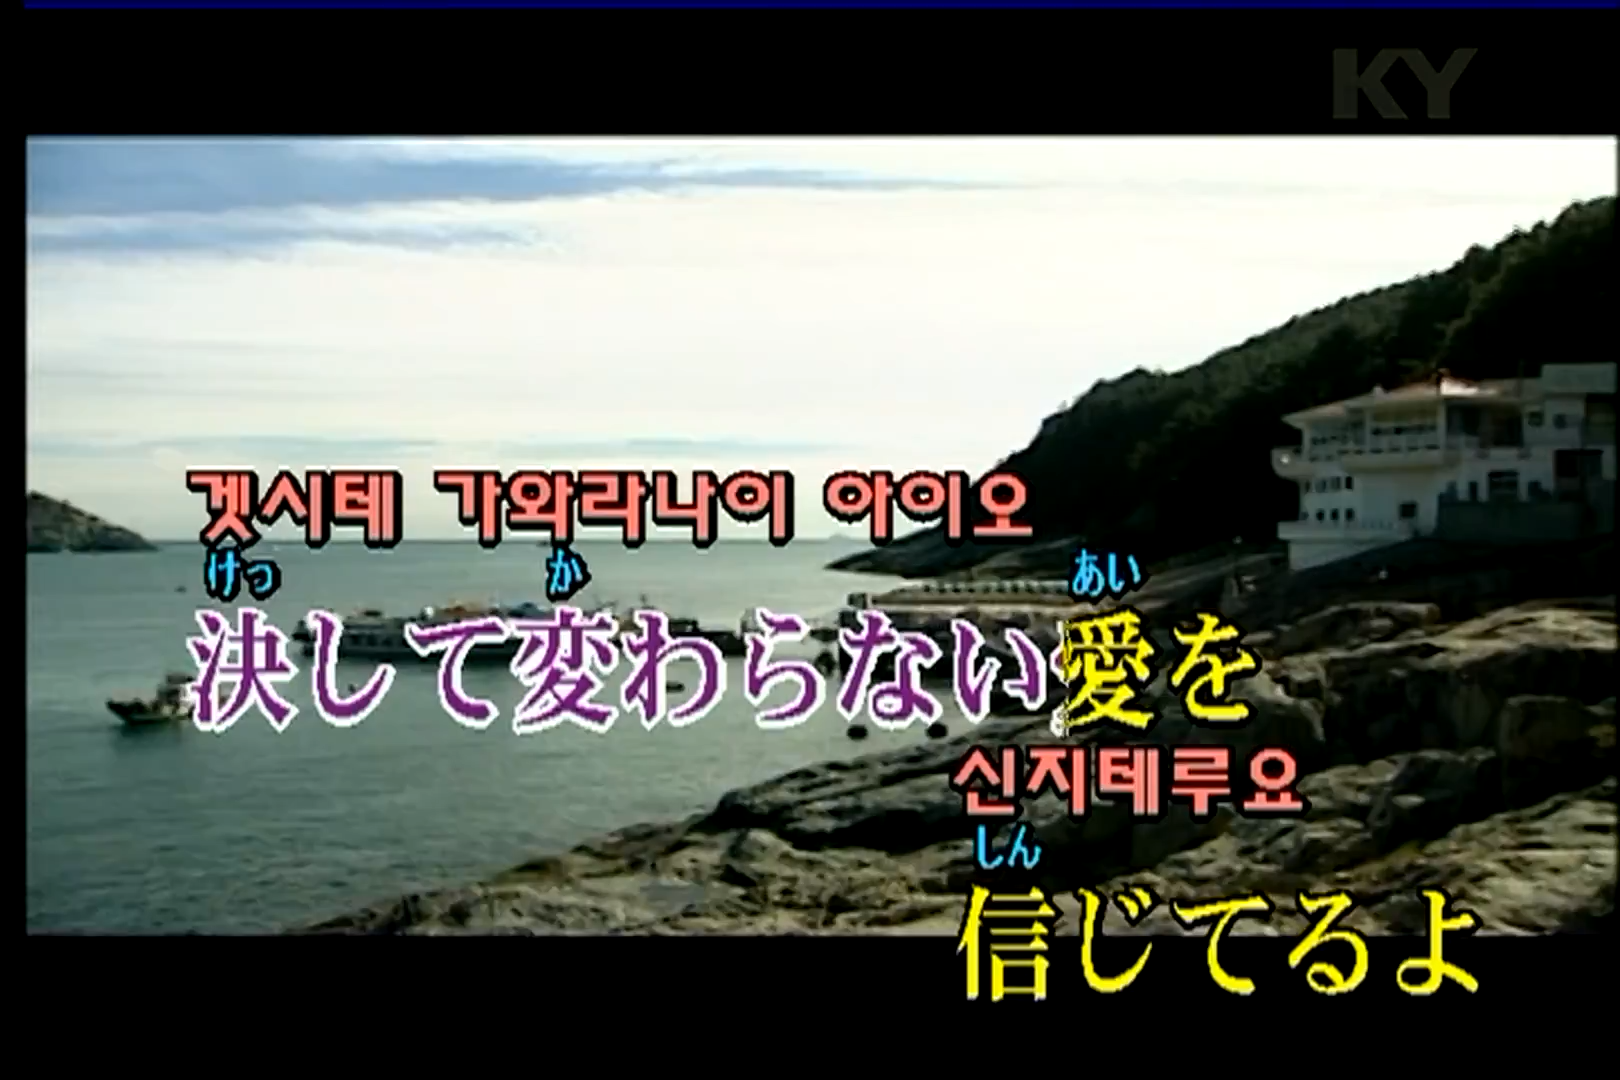 KY
겟시테 가와라나이 아이오
けっ か あい
決して変わらない愛を
신지테루요
しん
信じてるよ